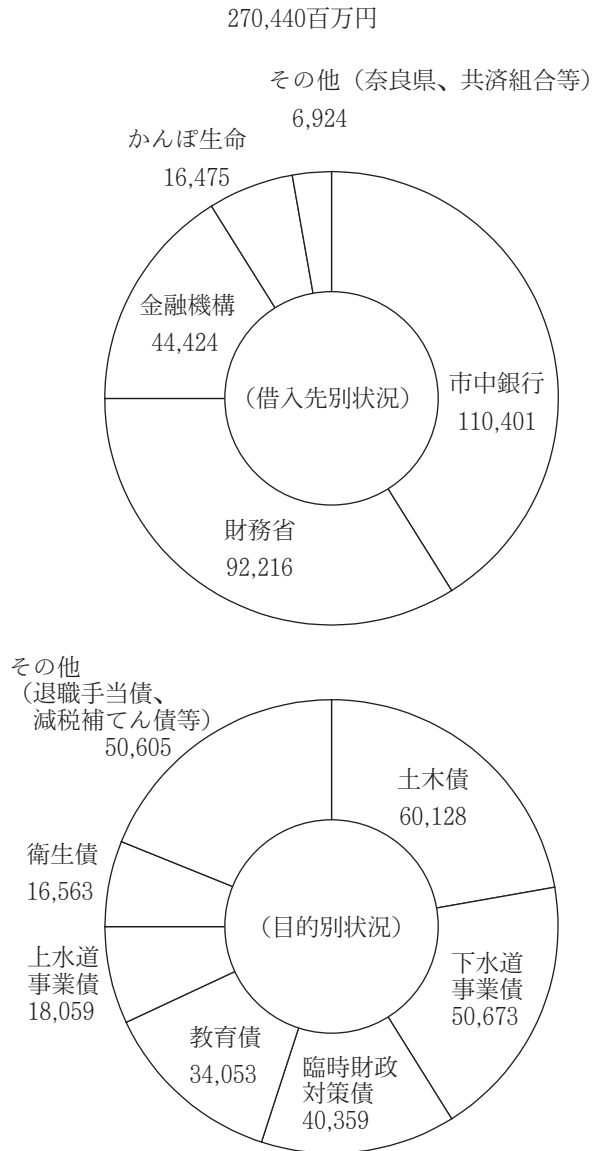 270,440百万円
その他（奈良県、共済組合等）
6,924
かんぽ生命
16,475
金融機構
44,424
（借入先別状況）
市中銀行
110,401
財務省
92,216
その他
（退職手当債、
減税補てん債等）
50,605
土木債
60,128
衛生債
16,563
（目的別状況）
上水道
事業債
18,059
下水道
事業債
50,673
教育債
34,053
臨時財政
対策債
40,359